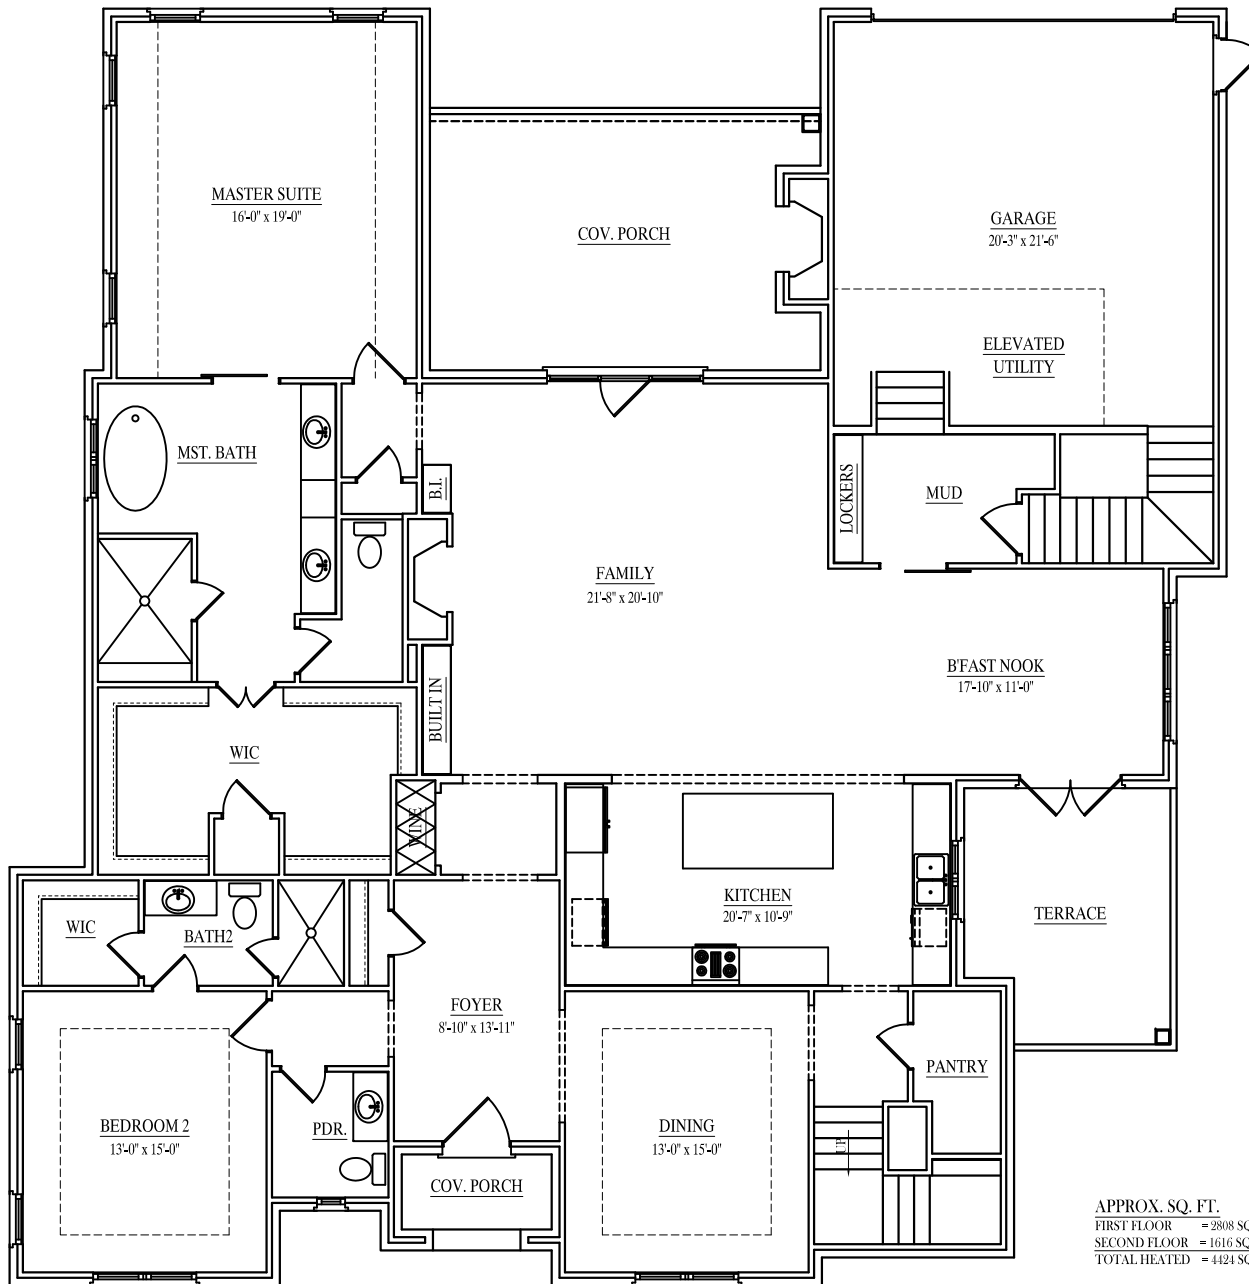 MASTER SUITE
16'-0" x 19'-0"
COV. PORCH
GARAGE
20'-3" x 21'-6"
ELEVATED
UTILITY
MST. BATH
B.I.
LOCKERS
MUD
FAMILY
21'-8" x 20'-10"
B'FAST NOOK
17'-10" x 11'-0"
BUILT IN
WIC
WINE
KITCHEN
20'-7" x 10'-9"
TERRACE
WIC
BATH2
FOYER
8'-10" x 13'-11"
PANTRY
BEDROOM 2
13'-0" x 15'-0"
PDR.
DINING
13'-0" x 15'-0"
UP
COV. PORCH
APPROX. SQ. FT.
FIRST FLOOR = 2808 SQ
SECOND FLOOR = 1616 SQ
TOTAL HEATED = 4424 SQ